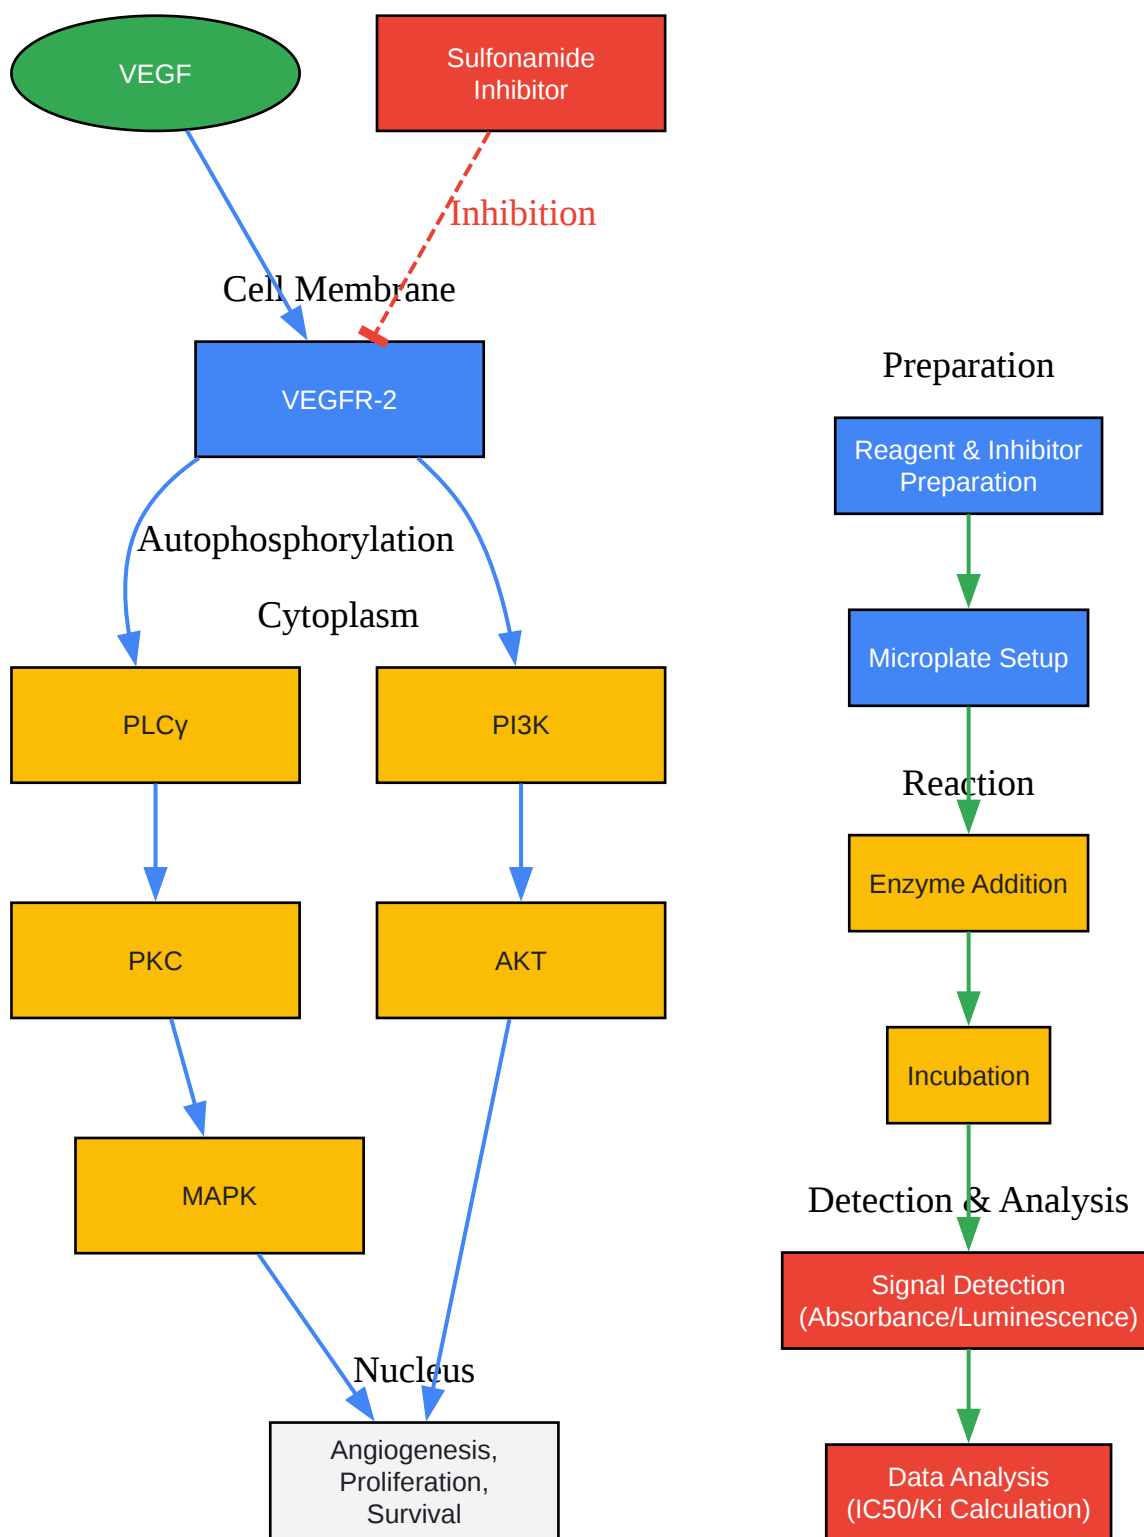 VEGF
Sulfonamide
Inhibitor
Inhibition
Cell Membrane
VEGFR-2
Autophosphorylation
Cytoplasm
PLCγ
PI3K
PKC
AKT
MAPK
Nucleus
Angiogenesis,
Proliferation,
Survival
Preparation
Reagent & Inhibitor
Preparation
Microplate Setup
Reaction
Enzyme Addition
Incubation
Detection & Analysis
Signal Detection
(Absorbance/Luminescence)
Data Analysis
(IC50/Ki Calculation)